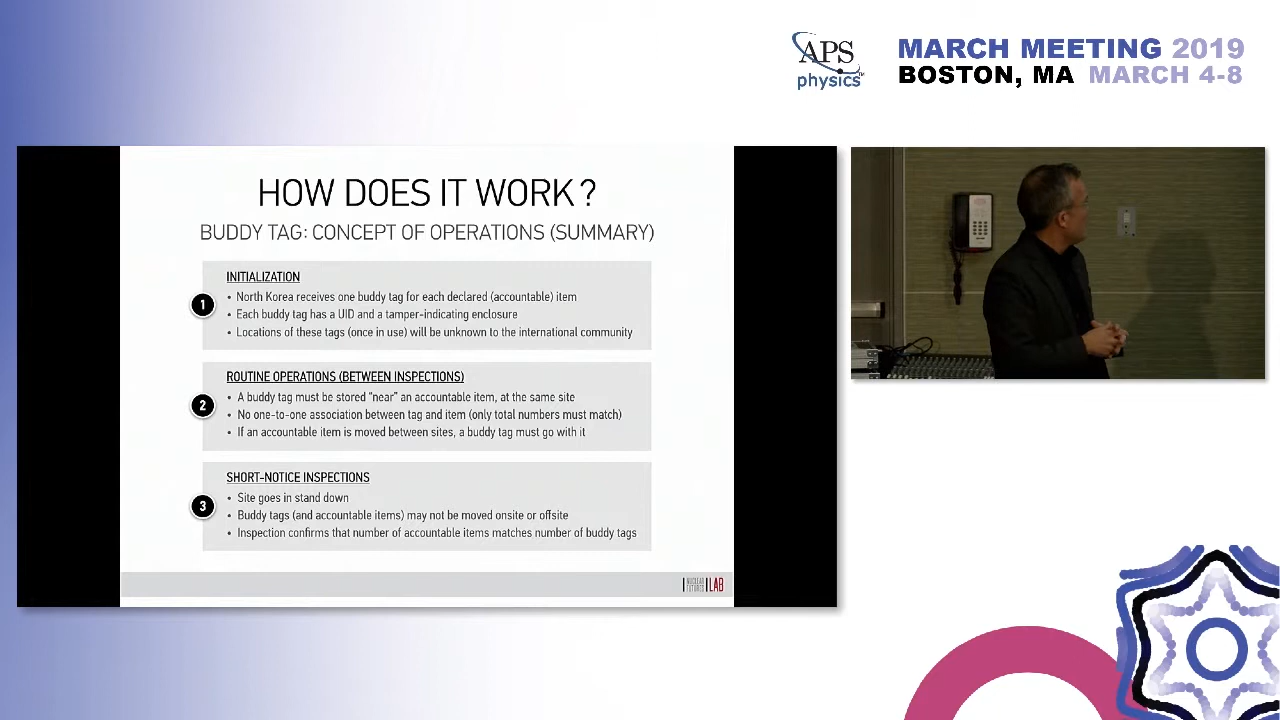 APS
physics™
MARCH MEETING 2019
BOSTON, MA MARCH 4-8
HOW DOES IT WORK?
BUDDY TAG: CONCEPT OF OPERATIONS (SUMMARY)
1
INITIALIZATION
• North Korea receives one buddy tag for each declared (accountable) item
• Each buddy tag has a UID and a tamper-indicating enclosure
• Locations of these tags (once in use) will be unknown to the international community
2
ROUTINE OPERATIONS (BETWEEN INSPECTIONS)
• A buddy tag must be stored "near" an accountable item, at the same site
• No one-to-one association between tag and item (only total numbers must match)
• If an accountable item is moved between sites, a buddy tag must go with it
3
SHORT-NOTICE INSPECTIONS
• Site goes in stand down
• Buddy tags (and accountable items) may not be moved onsite or offsite
• Inspection confirms that number of accountable items matches number of buddy tags
NUCLEAR
FUTURES
LAB